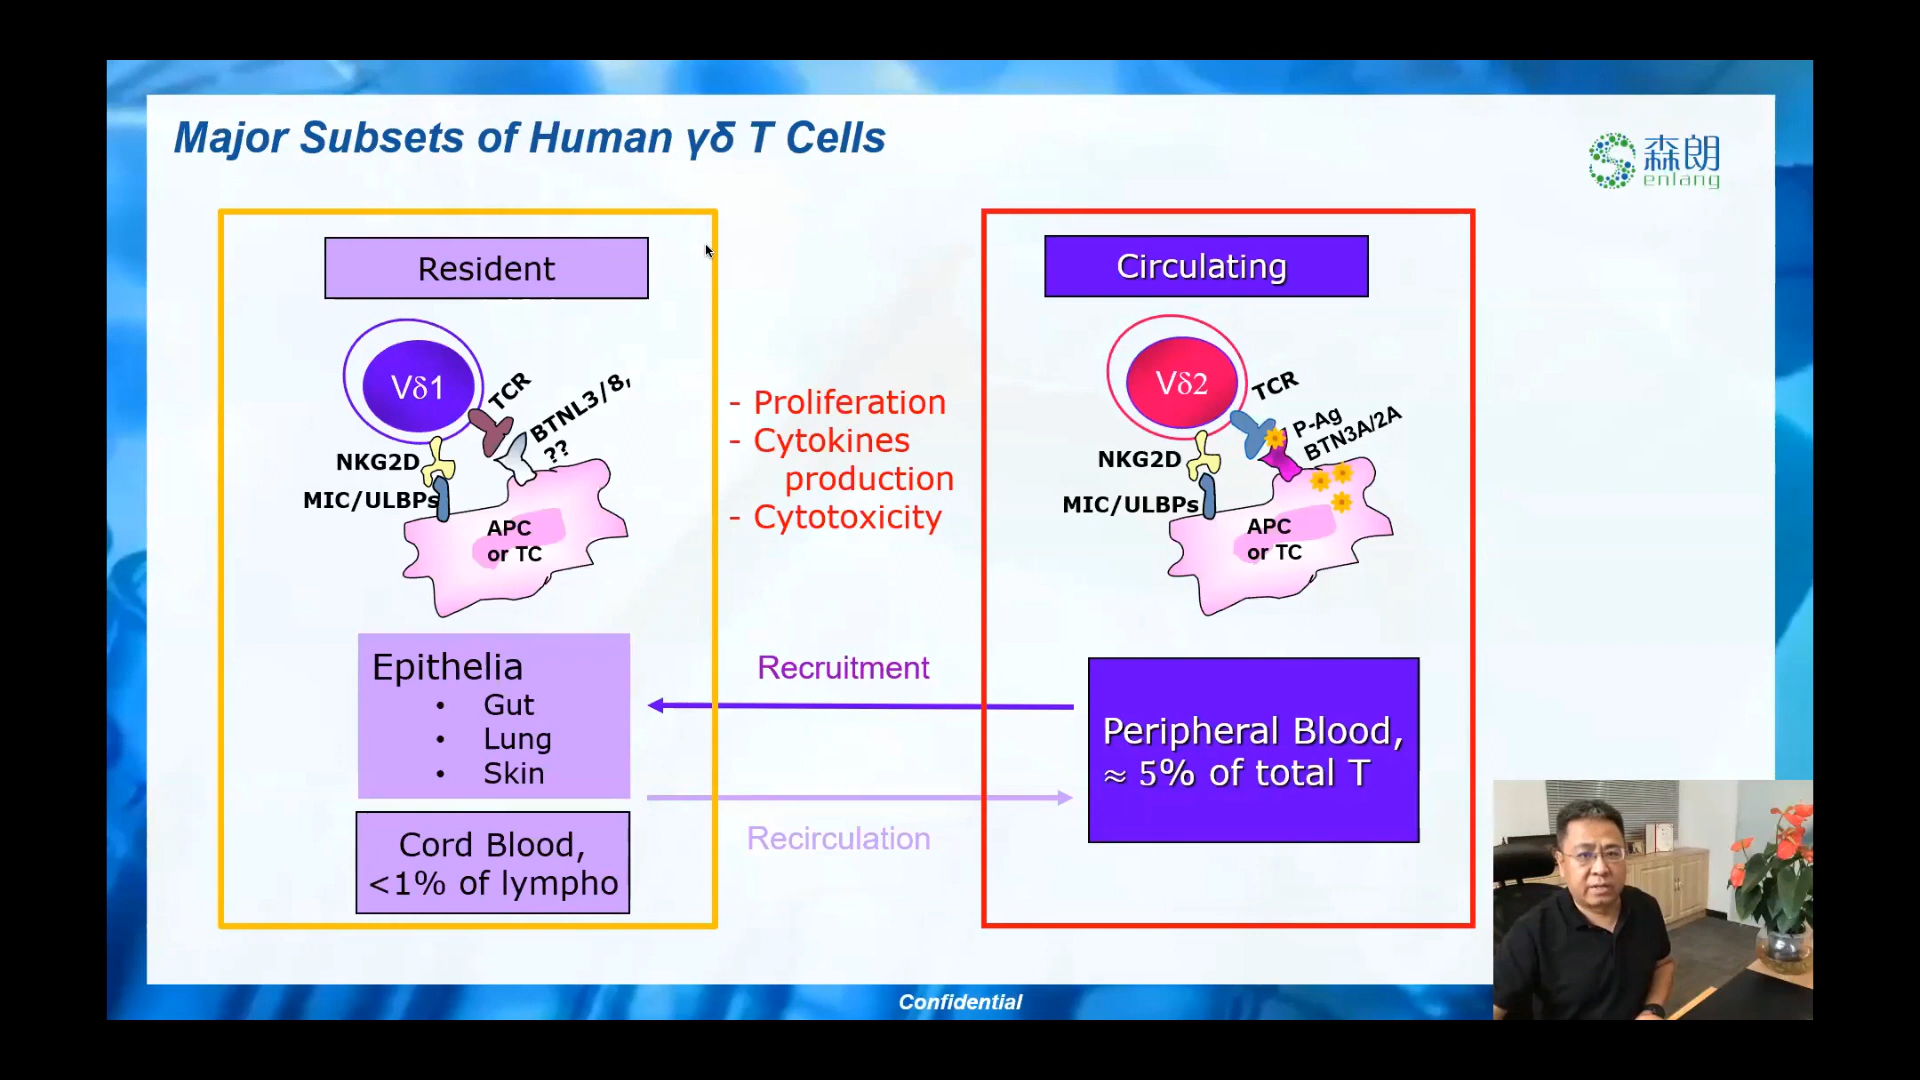 Major Subsets of Human γδ T Cells
森朗
enlang
Resident
Vδ1
TCR
BTNL3/8,
??
NKG2D
MIC/ULBPs
APC
or TC
Epithelia
• Gut
• Lung
• Skin
Cord Blood,
<1% of lympho
- Proliferation
- Cytokines
production
- Cytotoxicity
Recruitment
Recirculation
Circulating
Vδ2
TCR
P-Ag
BTN3A/2A
NKG2D
MIC/ULBPs
APC
or TC
Peripheral Blood,
≈ 5% of total T
Confidential